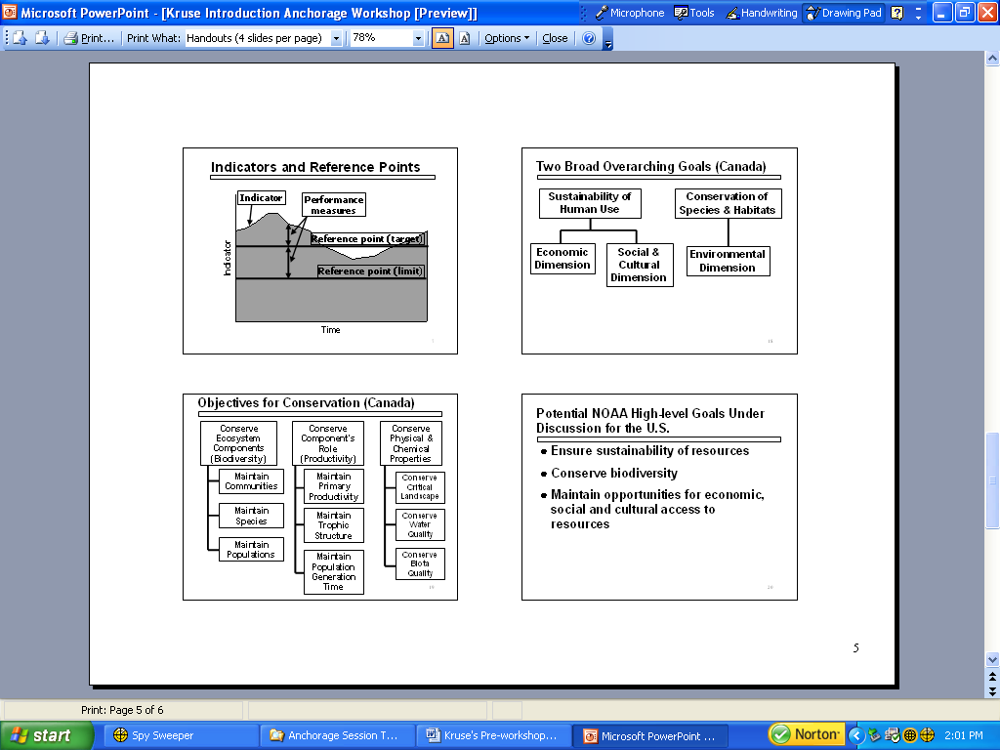 Microsoft PowerPoint - [Kruse Introduction Anchorage Workshop [Preview]]
Microphone Tools Handwriting Drawing Pad
Print... Print What: Handouts (4 slides per page) 78% Options Close
Indicators and Reference Points
Indicator
Performance
measures
Reference point (target)
Reference point (limit)
Indicator
Time
Two Broad Overarching Goals (Canada)
Sustainability of
Human Use
Conservation of
Species & Habitats
Economic
Dimension
Social &
Cultural
Dimension
Environmental
Dimension
18
Objectives for Conservation (Canada)
Conserve
Ecosystem
Components
(Biodiversity)
Maintain
Communities
Maintain
Species
Maintain
Populations
Conserve
Component's
Role
(Productivity)
Maintain
Primary
Productivity
Maintain
Trophic
Structure
Maintain
Population
Generation
Time
Conserve
Physical &
Chemical
Properties
Conserve
Critical
Landscape
Conserve
Water
Quality
Conserve
Biota
Quality
19
Potential NOAA High-level Goals Under
Discussion for the U.S.
• Ensure sustainability of resources
• Conserve biodiversity
• Maintain opportunities for economic,
social and cultural access to
resources
20
5
Print: Page 5 of 6
start Spy Sweeper Anchorage Session T... Kruse's Pre-workshop... Microsoft PowerPoint ... Norton 2:01 PM